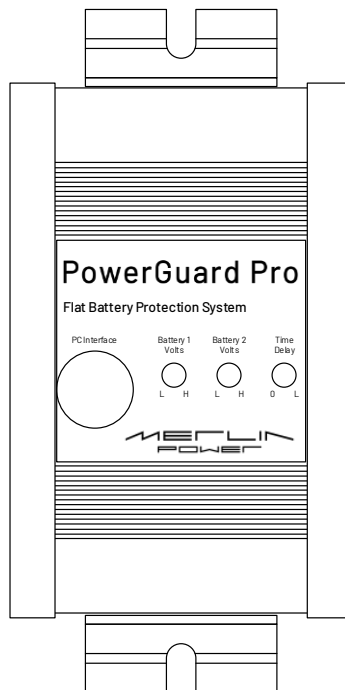 PowerGuard Pro
Flat Battery Protection System
PC Interface
Battery 1
Volts
Battery 2
Volts
Time
Delay
L H
L H
0 L
MERLIN
POWER